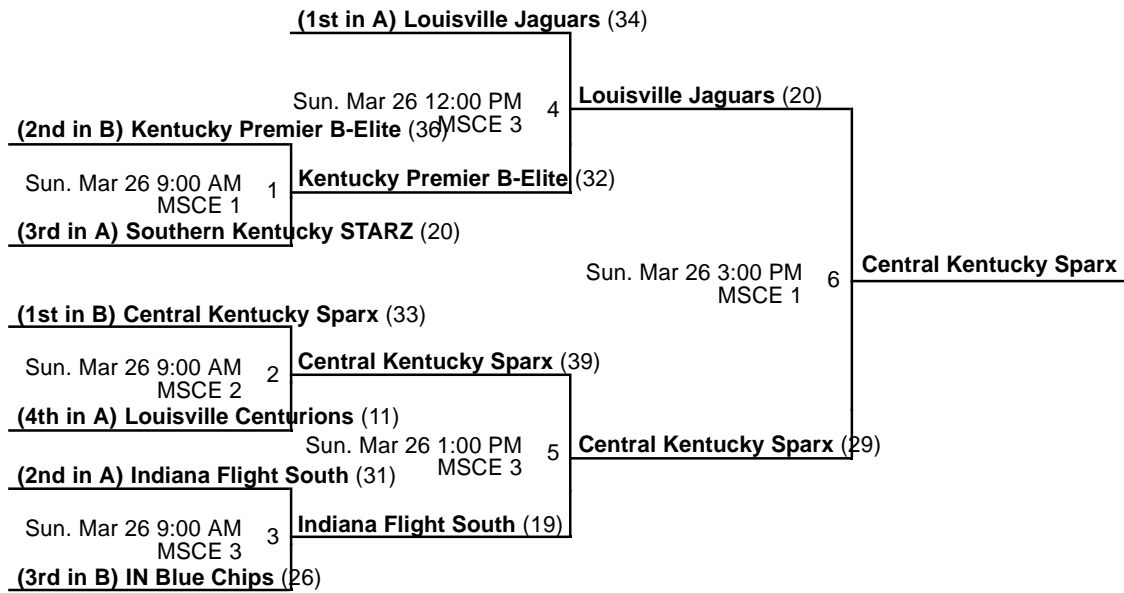 (1st in A) Louisville Jaguars (34)
Sun. Mar 26 12:00 PM
MSCE 3
4
Louisville Jaguars (20)
(2nd in B) Kentucky Premier B-Elite (36)
Sun. Mar 26 9:00 AM
MSCE 1
1
Kentucky Premier B-Elite (32)
(3rd in A) Southern Kentucky STARZ (20)
Sun. Mar 26 3:00 PM
MSCE 1
6
Central Kentucky Sparx
(1st in B) Central Kentucky Sparx (33)
Sun. Mar 26 9:00 AM
MSCE 2
2
Central Kentucky Sparx (39)
(4th in A) Louisville Centurions (11)
Sun. Mar 26 1:00 PM
MSCE 3
5
Central Kentucky Sparx (29)
(2nd in A) Indiana Flight South (31)
Sun. Mar 26 9:00 AM
MSCE 3
3
Indiana Flight South (19)
(3rd in B) IN Blue Chips (26)